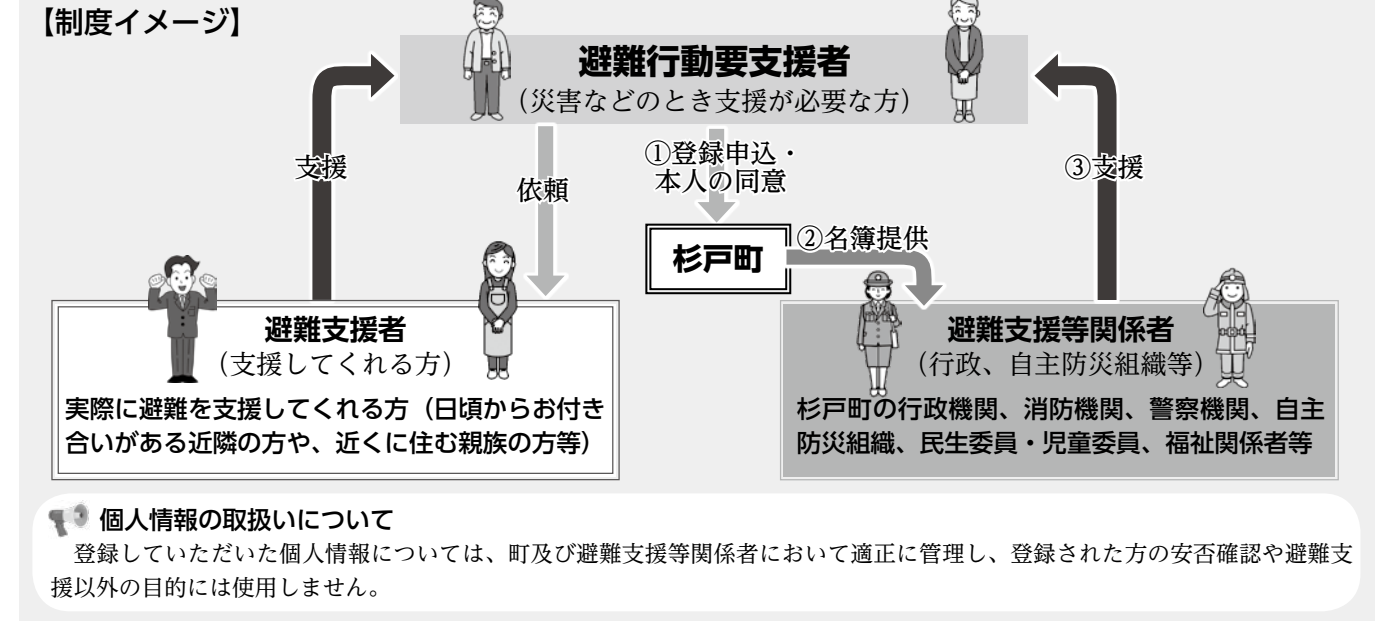 【制度イメージ】
避難行動要支援者
（災害などのとき支援が必要な方）
支援
依頼
①登録申込・
本人の同意
③支援
杉戸町
②名簿提供
避難支援者
（支援してくれる方）
実際に避難を支援してくれる方（日頃からお付き
合いがある近隣の方や、近くに住む親族の方等）
避難支援等関係者
（行政、自主防災組織等）
杉戸町の行政機関、消防機関、警察機関、自主
防災組織、民生委員・児童委員、福祉関係者等
個人情報の取扱いについて
登録していただいた個人情報については、町及び避難支援等関係者において適正に管理し、登録された方の安否確認や避難支
援以外の目的には使用しません。